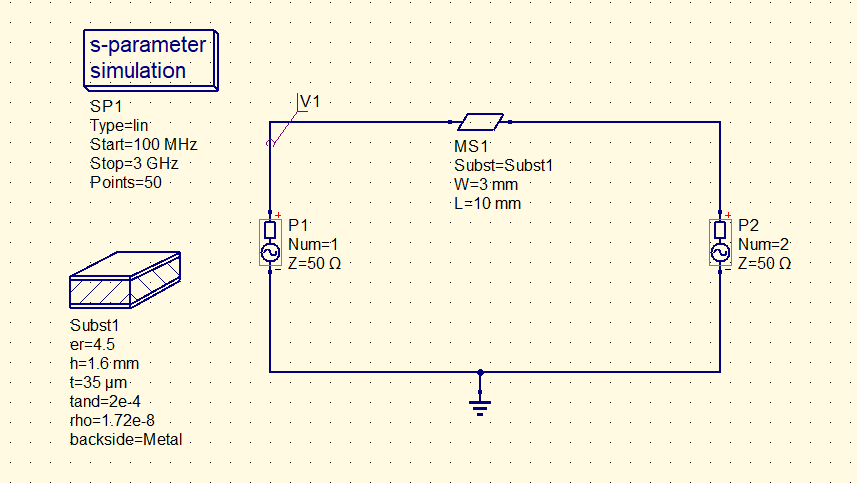 s-parameter
simulation
SP1
Type=lin
Start=100 MHz
Stop=3 GHz
Points=50
V1
MS1
Subst=Subst1
W=3 mm
L=10 mm
+
P1
Num=1
Z=50 Ω
-
+
P2
Num=2
Z=50 Ω
-
Subst1
er=4.5
h=1.6 mm
t=35 µm
tand=2e-4
rho=1.72e-8
backside=Metal